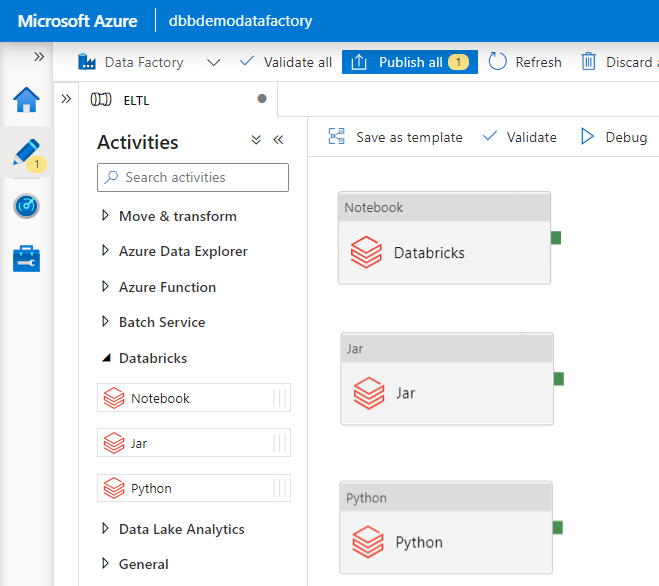 Microsoft Azure dbbdemodatafactory
Data Factory Validate all Publish all 1 Refresh Discard a
ELTL
Activities
Save as template Validate Debug
1
Search activities
Move & transform
Azure Data Explorer
Azure Function
Batch Service
Databricks
Notebook
Jar
Python
Data Lake Analytics
General
Notebook
Databricks
Jar
Jar
Python
Python